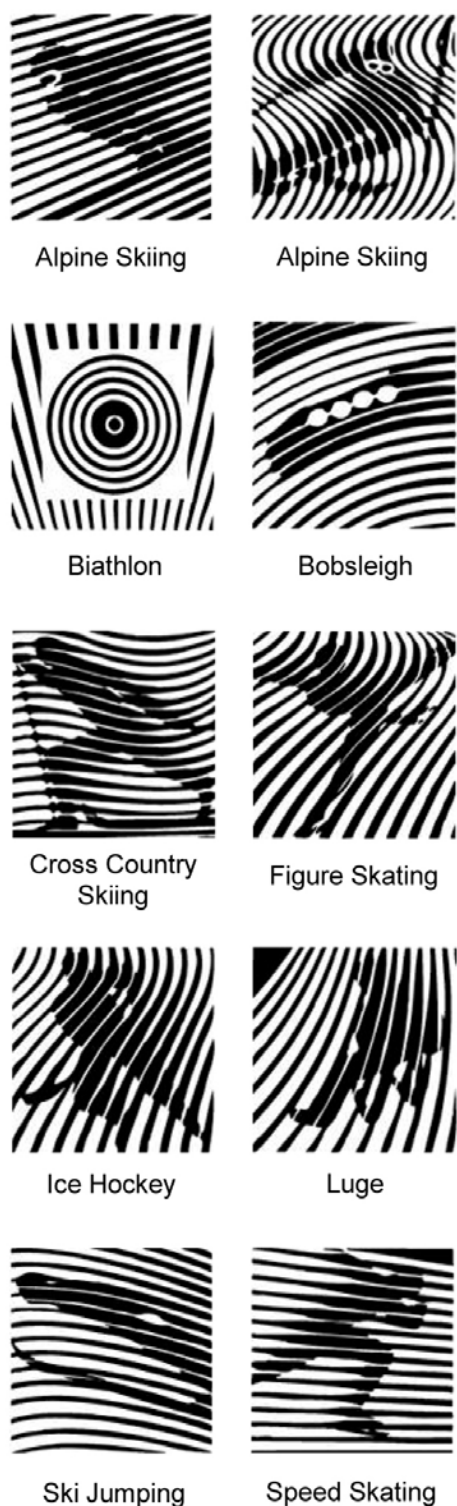 Alpine Skiing
Alpine Skiing
Biathlon
Bobsleigh
Cross Country
Skiing
Figure Skating
Ice Hockey
Luge
Ski Jumping
Speed Skating